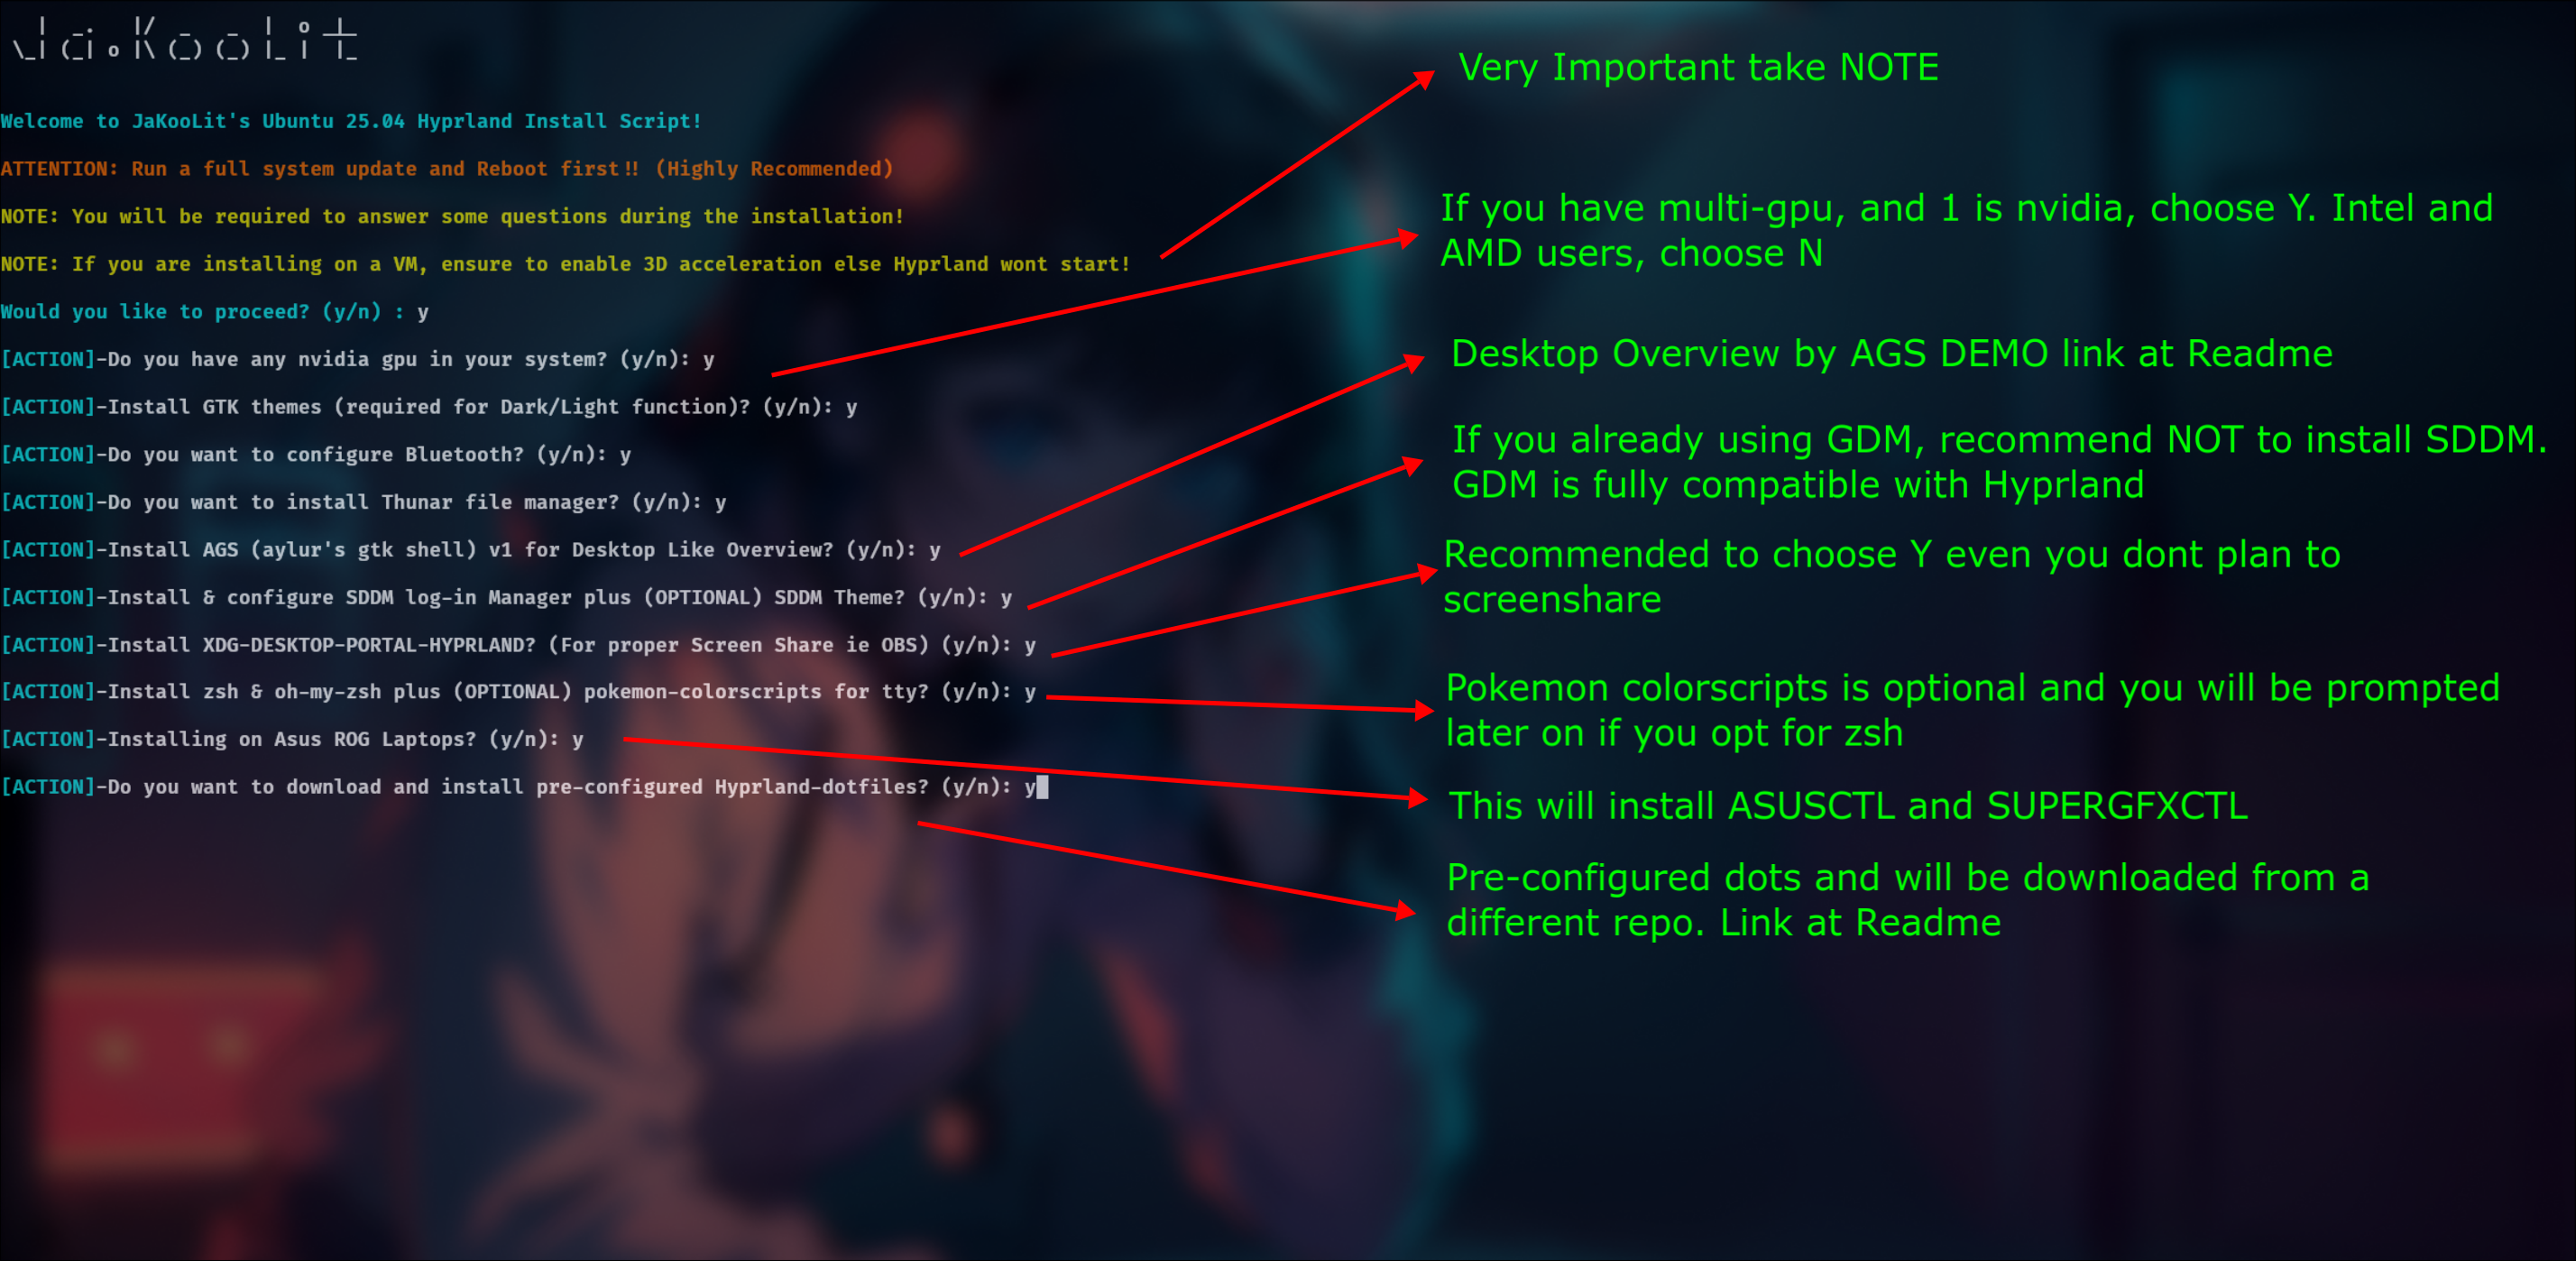 Welcome to JaKooLit's Ubuntu 25.04 Hyprland Install Script!
ATTENTION: Run a full system update and Reboot first!! (Highly Recommended)
NOTE: You will be required to answer some questions during the installation!
NOTE: If you are installing on a VM, ensure to enable 3D acceleration else Hyprland wont start!
Would you like to proceed? (y/n) : y
[ACTION]-Do you have any nvidia gpu in your system? (y/n): y
[ACTION]-Install GTK themes (required for Dark/Light function)? (y/n): y
[ACTION]-Do you want to configure Bluetooth? (y/n): y
[ACTION]-Do you want to install Thunar file manager? (y/n): y
[ACTION]-Install AGS (aylur's gtk shell) v1 for Desktop Like Overview? (y/n): y
[ACTION]-Install & configure SDDM log-in Manager plus (OPTIONAL) SDDM Theme? (y/n): y
[ACTION]-Install XDG-DESKTOP-PORTAL-HYPRLAND? (For proper Screen Share ie OBS) (y/n): y
[ACTION]-Install zsh & oh-my-zsh plus (OPTIONAL) pokemon-colorscripts for tty? (y/n): y
[ACTION]-Installing on Asus ROG Laptops? (y/n): y
[ACTION]-Do you want to download and install pre-configured Hyprland-dotfiles? (y/n): y
Very Important take NOTE
If you have multi-gpu, and 1 is nvidia, choose Y. Intel and
AMD users, choose N
Desktop Overview by AGS DEMO link at Readme
If you already using GDM, recommend NOT to install SDDM.
GDM is fully compatible with Hyprland
Recommended to choose Y even you dont plan to
screenshare
Pokemon colorscripts is optional and you will be prompted
later on if you opt for zsh
This will install ASUSCTL and SUPERGFXCTL
Pre-configured dots and will be downloaded from a
different repo. Link at Readme